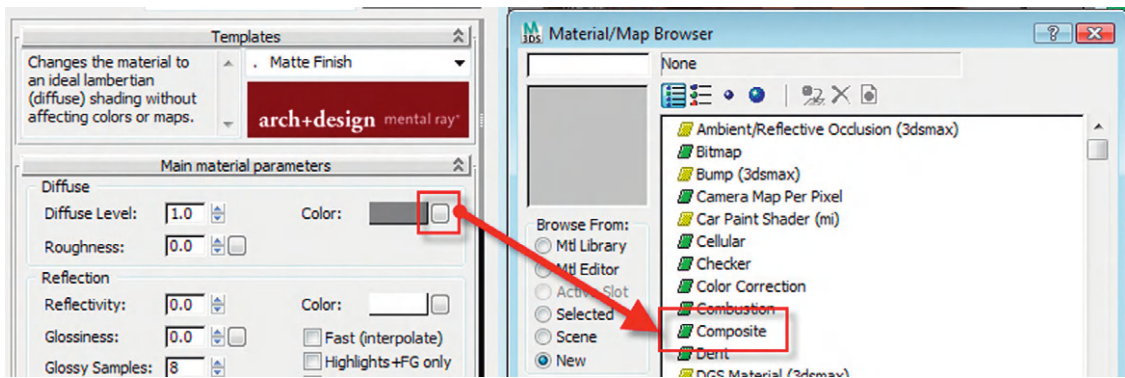 Templates
Changes the material to
an ideal lambertian
(diffuse) shading without
affecting colors or maps.
. Matte Finish
arch+design mental ray
Main material parameters
Diffuse
Diffuse Level: 1.0 Color:
Roughness: 0.0
Reflection
Reflectivity: 0.0 Color:
Glossiness: 0.0 Fast (interpolate)
Glossy Samples: 8 Highlights+FG only
3DS Material/Map Browser
None
Browse From:
Mtl Library
Mtl Editor
Active Slot
Selected
Scene
New
Ambient/Reflective Occlusion (3dsmax)
Bitmap
Bump (3dsmax)
Camera Map Per Pixel
Car Paint Shader (mi)
Cellular
Checker
Color Correction
Combustion
Composite
Dent
DGS Material (3dsmax)